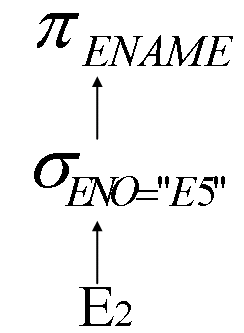 π ENAME
σ ENO="E5"
E2